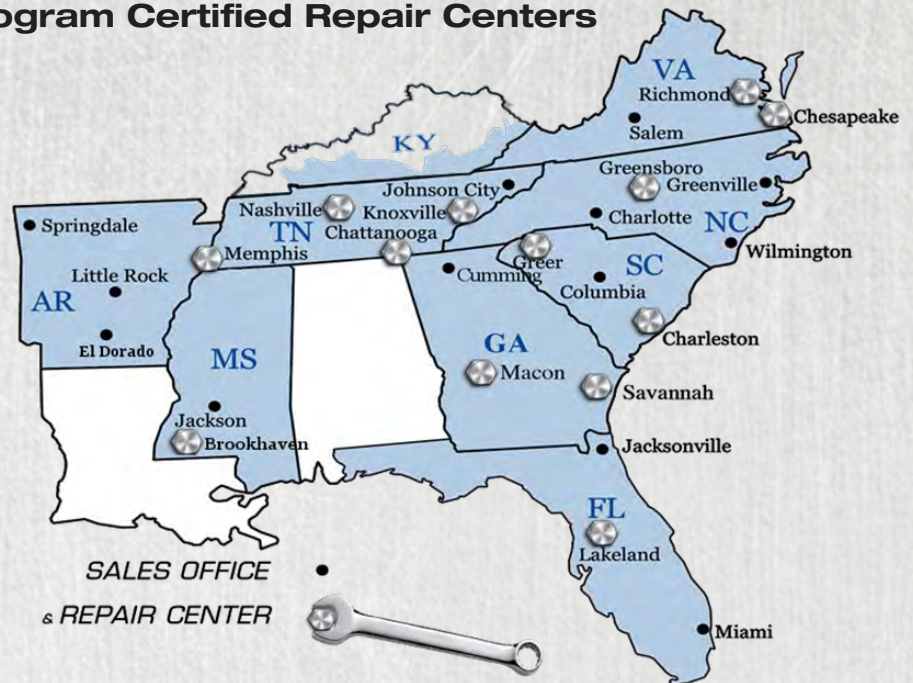 ogram Certified Repair Centers
VA
Richmond
Chesapeake
Salem
KY
Greensboro
Johnson City
Greenville
Nashville
Knoxville
Charlotte
NC
Springdale
TN
Chattanooga
Wilmington
Memphis
Greer
SC
Cumming
Little Rock
Columbia
AR
Charleston
El Dorado
MS
GA
Macon
Savannah
Jackson
Brookhaven
Jacksonville
FL
Lakeland
SALES OFFICE
& REPAIR CENTER
Miami